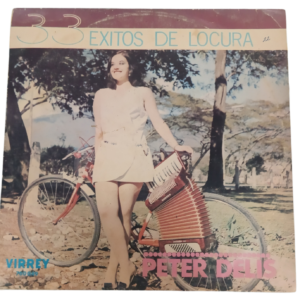 33 EXITOS DE LOCURA
PETER DELIS
VIRREY